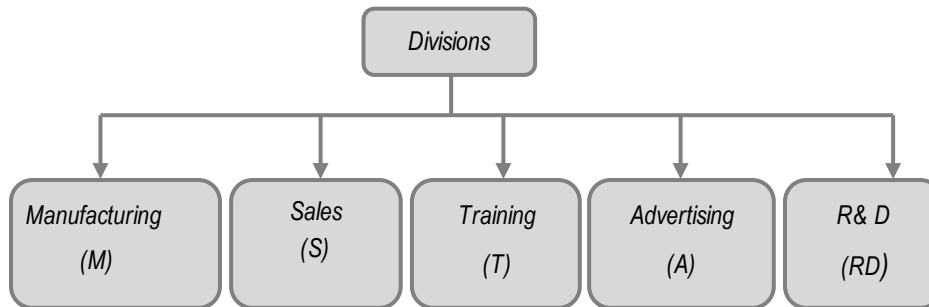 Divisions
Manufacturing
(M)
Sales
(S)
Training
(T)
Advertising
(A)
R& D
(RD)